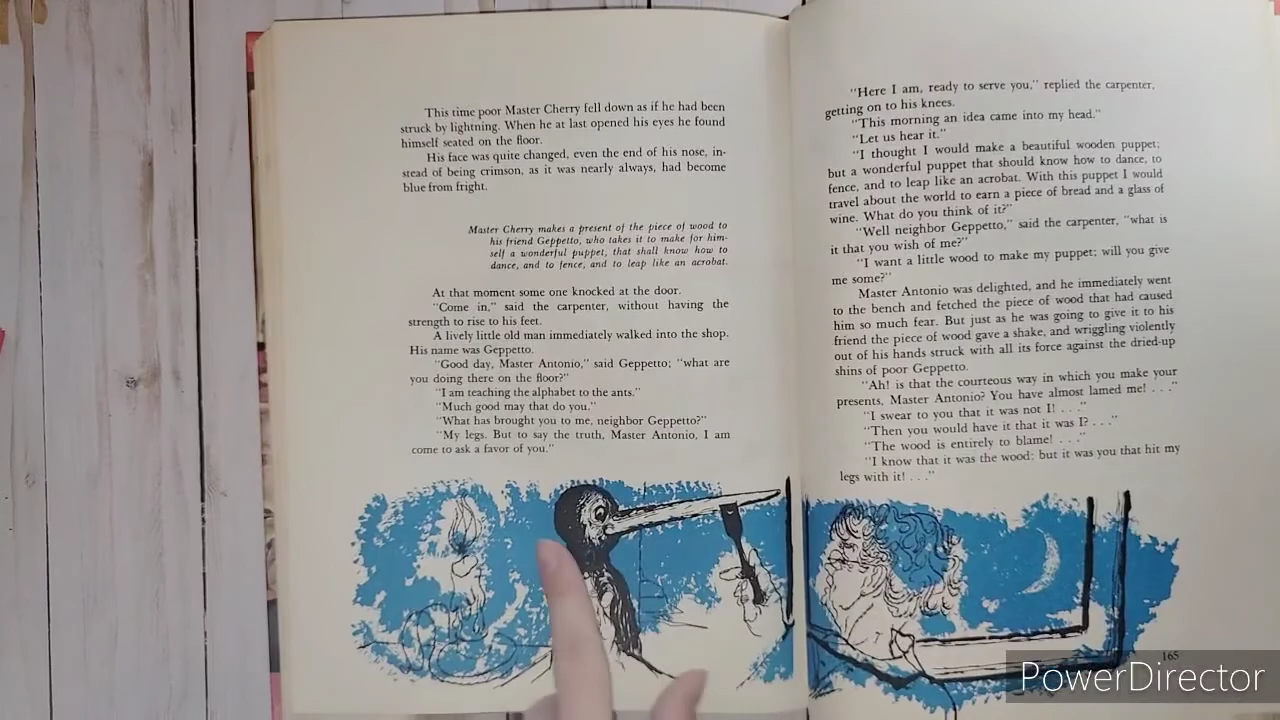 This time poor Master Cherry fell down as if he had been
struck by lightning. When he at last opened his eyes he found
himself seated on the floor.
His face was quite changed, even the end of his nose, in-
stead of being crimson, as it was nearly always, had become
blue from fright.
Master Cherry makes a present of the piece of wood to
his friend Geppetto, who takes it to make for him-
self a wonderful puppet, that shall know how to
dance, and to fence, and to leap like an acrobat.
At that moment some one knocked at the door.
"Come in," said the carpenter, without having the
strength to rise to his feet.
A lively little old man immediately walked into the shop.
His name was Geppetto.
"Good day, Master Antonio," said Geppetto; "what are
you doing there on the floor?"
"I am teaching the alphabet to the ants."
"Much good may that do you."
"What has brought you to me, neighbor Geppetto?"
"My legs. But to say the truth, Master Antonio, I am
come to ask a favor of you."
"Here I am, ready to serve you," replied the carpenter,
getting on to his knees.
"This morning an idea came into my head."
"Let us hear it."
"I thought I would make a beautiful wooden puppet;
but a wonderful puppet that should know how to dance, to
fence, and to leap like an acrobat. With this puppet I would
travel about the world to earn a piece of bread and a glass of
wine. What do you think of it?"
"Well neighbor Geppetto," said the carpenter, "what is
it that you wish of me?"
"I want a little wood to make my puppet; will you give
me some?"
Master Antonio was delighted, and he immediately went
to the bench and fetched the piece of wood that had caused
him so much fear. But just as he was going to give it to his
friend the piece of wood gave a shake, and wriggling violently
out of his hands struck with all its force against the dried-up
shins of poor Geppetto.
"Ah! is that the courteous way in which you make your
presents, Master Antonio? You have almost lamed me! . . ."
"I swear to you that it was not I! . . ."
"Then you would have it that it was I? . . ."
"The wood is entirely to blame! . . ."
"I know that it was the wood: but it was you that hit my
legs with it! . . ."
165
PowerDirector